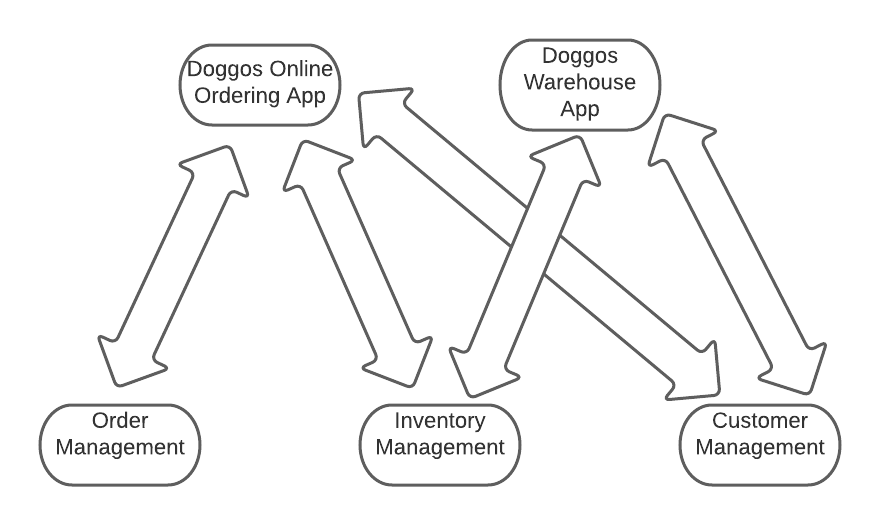 Doggos Online
Ordering App
Doggos
Warehouse
App
Order
Management
Inventory
Management
Customer
Management